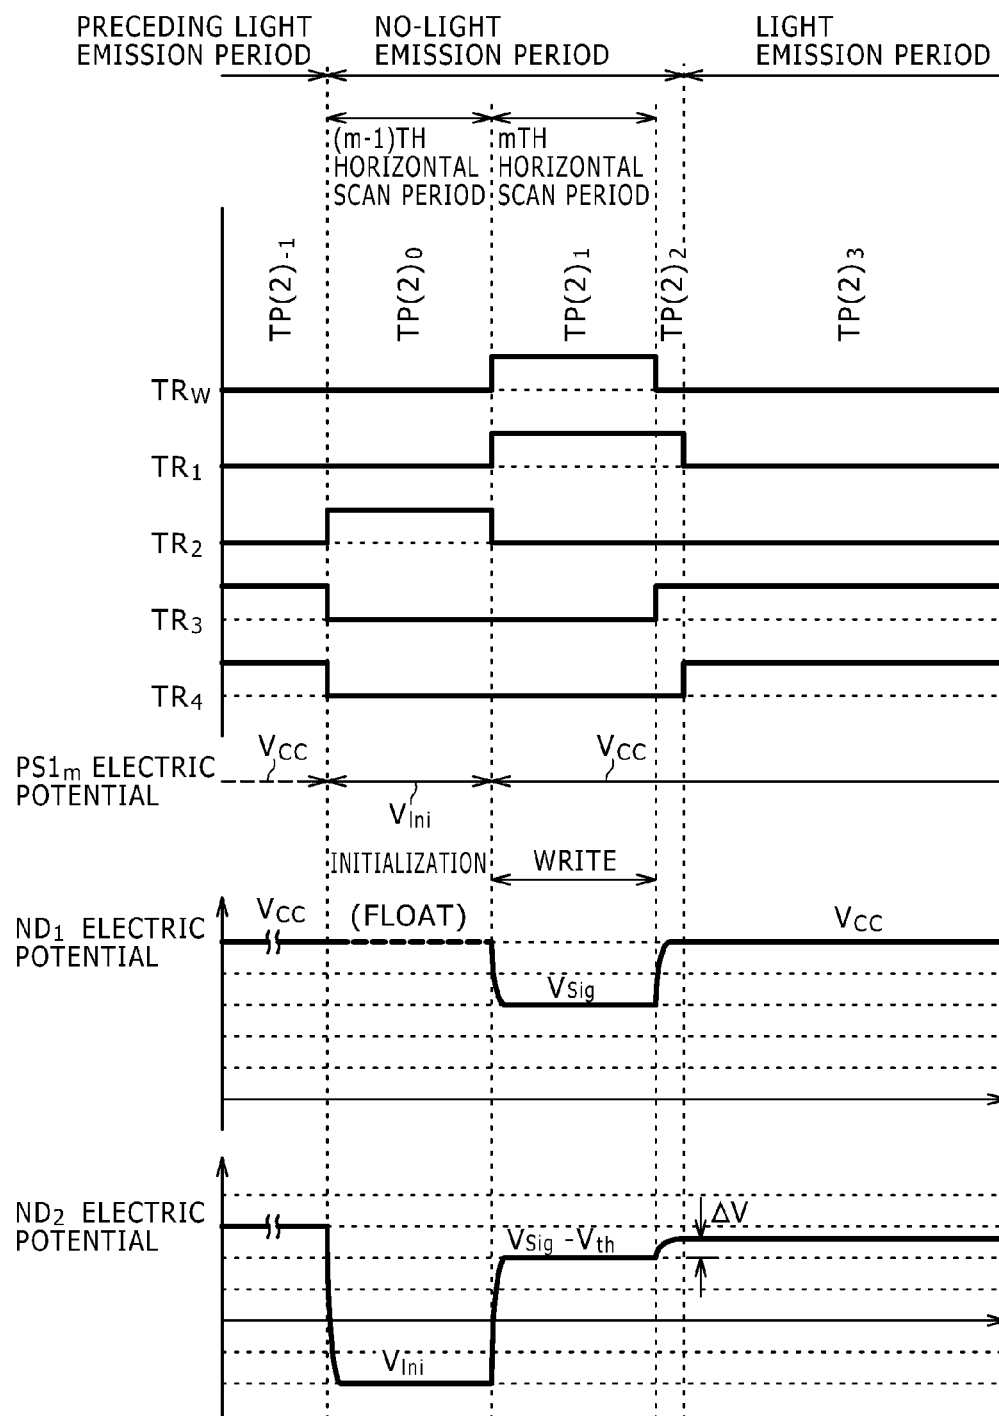 PRECEDING LIGHT
EMISSION PERIOD
NO-LIGHT
EMISSION PERIOD
LIGHT
EMISSION PERIOD
(m-1)TH
HORIZONTAL
SCAN PERIOD
mTH
HORIZONTAL
SCAN PERIOD
TP(2)-1
TP(2)0
TP(2)1
TP(2)2
TP(2)3
TRW
TR1
TR2
TR3
TR4
PS1m ELECTRIC
POTENTIAL
VCC
VIni
VCC
INITIALIZATION
WRITE
ND1 ELECTRIC
POTENTIAL
VCC
(FLOAT)
VSig
VCC
ND2 ELECTRIC
POTENTIAL
VIni
VSig -Vth
ΔV